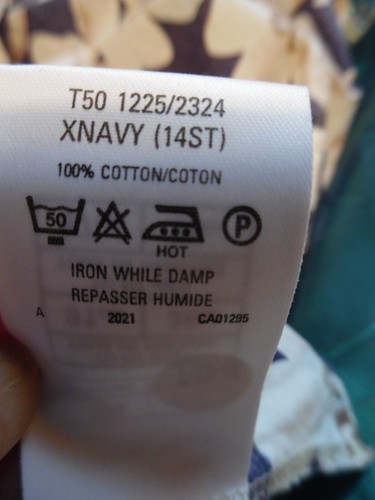 T50 1225/2324
XNAVY (14ST)
100% COTTON/COTON
50 P
HOT
IRON WHILE DAMP
REPASSER HUMIDE
A 2021 CA01295